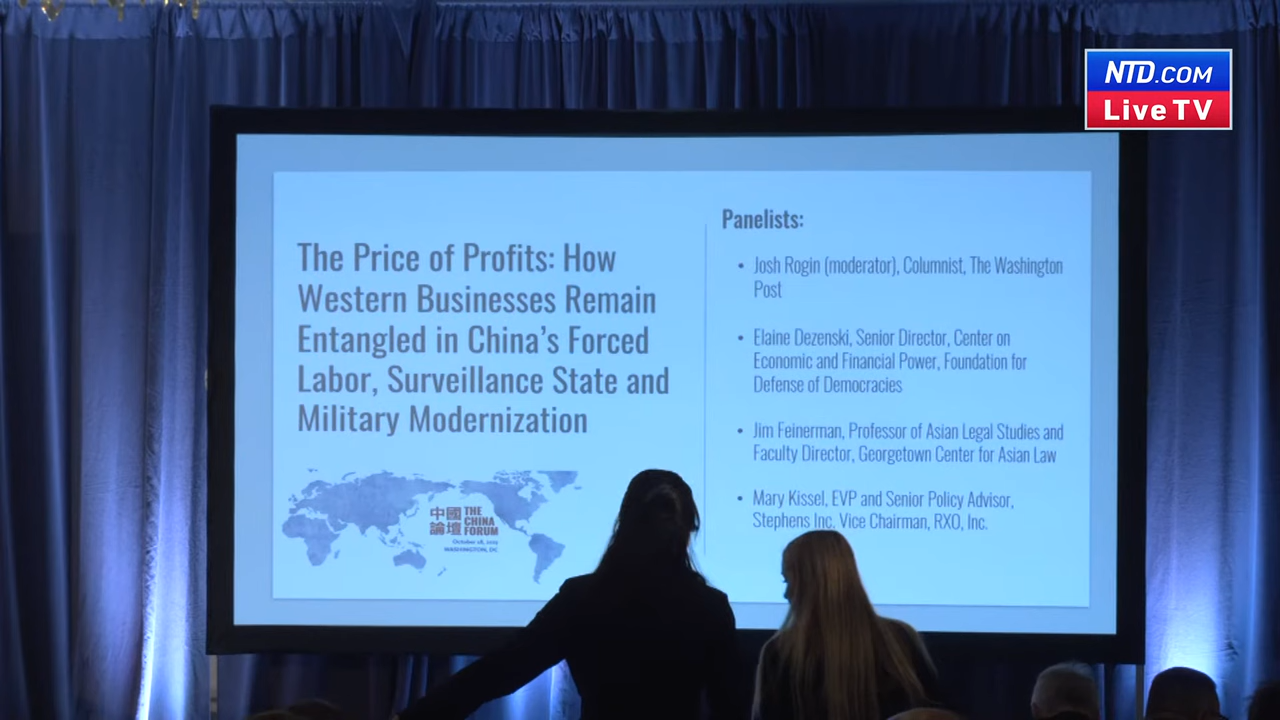 NTD.COM
Live TV
The Price of Profits: How
Western Businesses Remain
Entangled in China's Forced
Labor, Surveillance State and
Military Modernization
中國
論壇
THE
CHINA
FORUM
October 28, 2025
WASHINGTON, DC
Panelists:
• Josh Rogin (moderator), Columnist, The Washington
Post
• Elaine Dezenski, Senior Director, Center on
Economic and Financial Power, Foundation for
Defense of Democracies
• Jim Feinerman, Professor of Asian Legal Studies and
Faculty Director, Georgetown Center for Asian Law
• Mary Kissel, EVP and Senior Policy Advisor,
Stephens Inc. Vice Chairman, RXO, Inc.